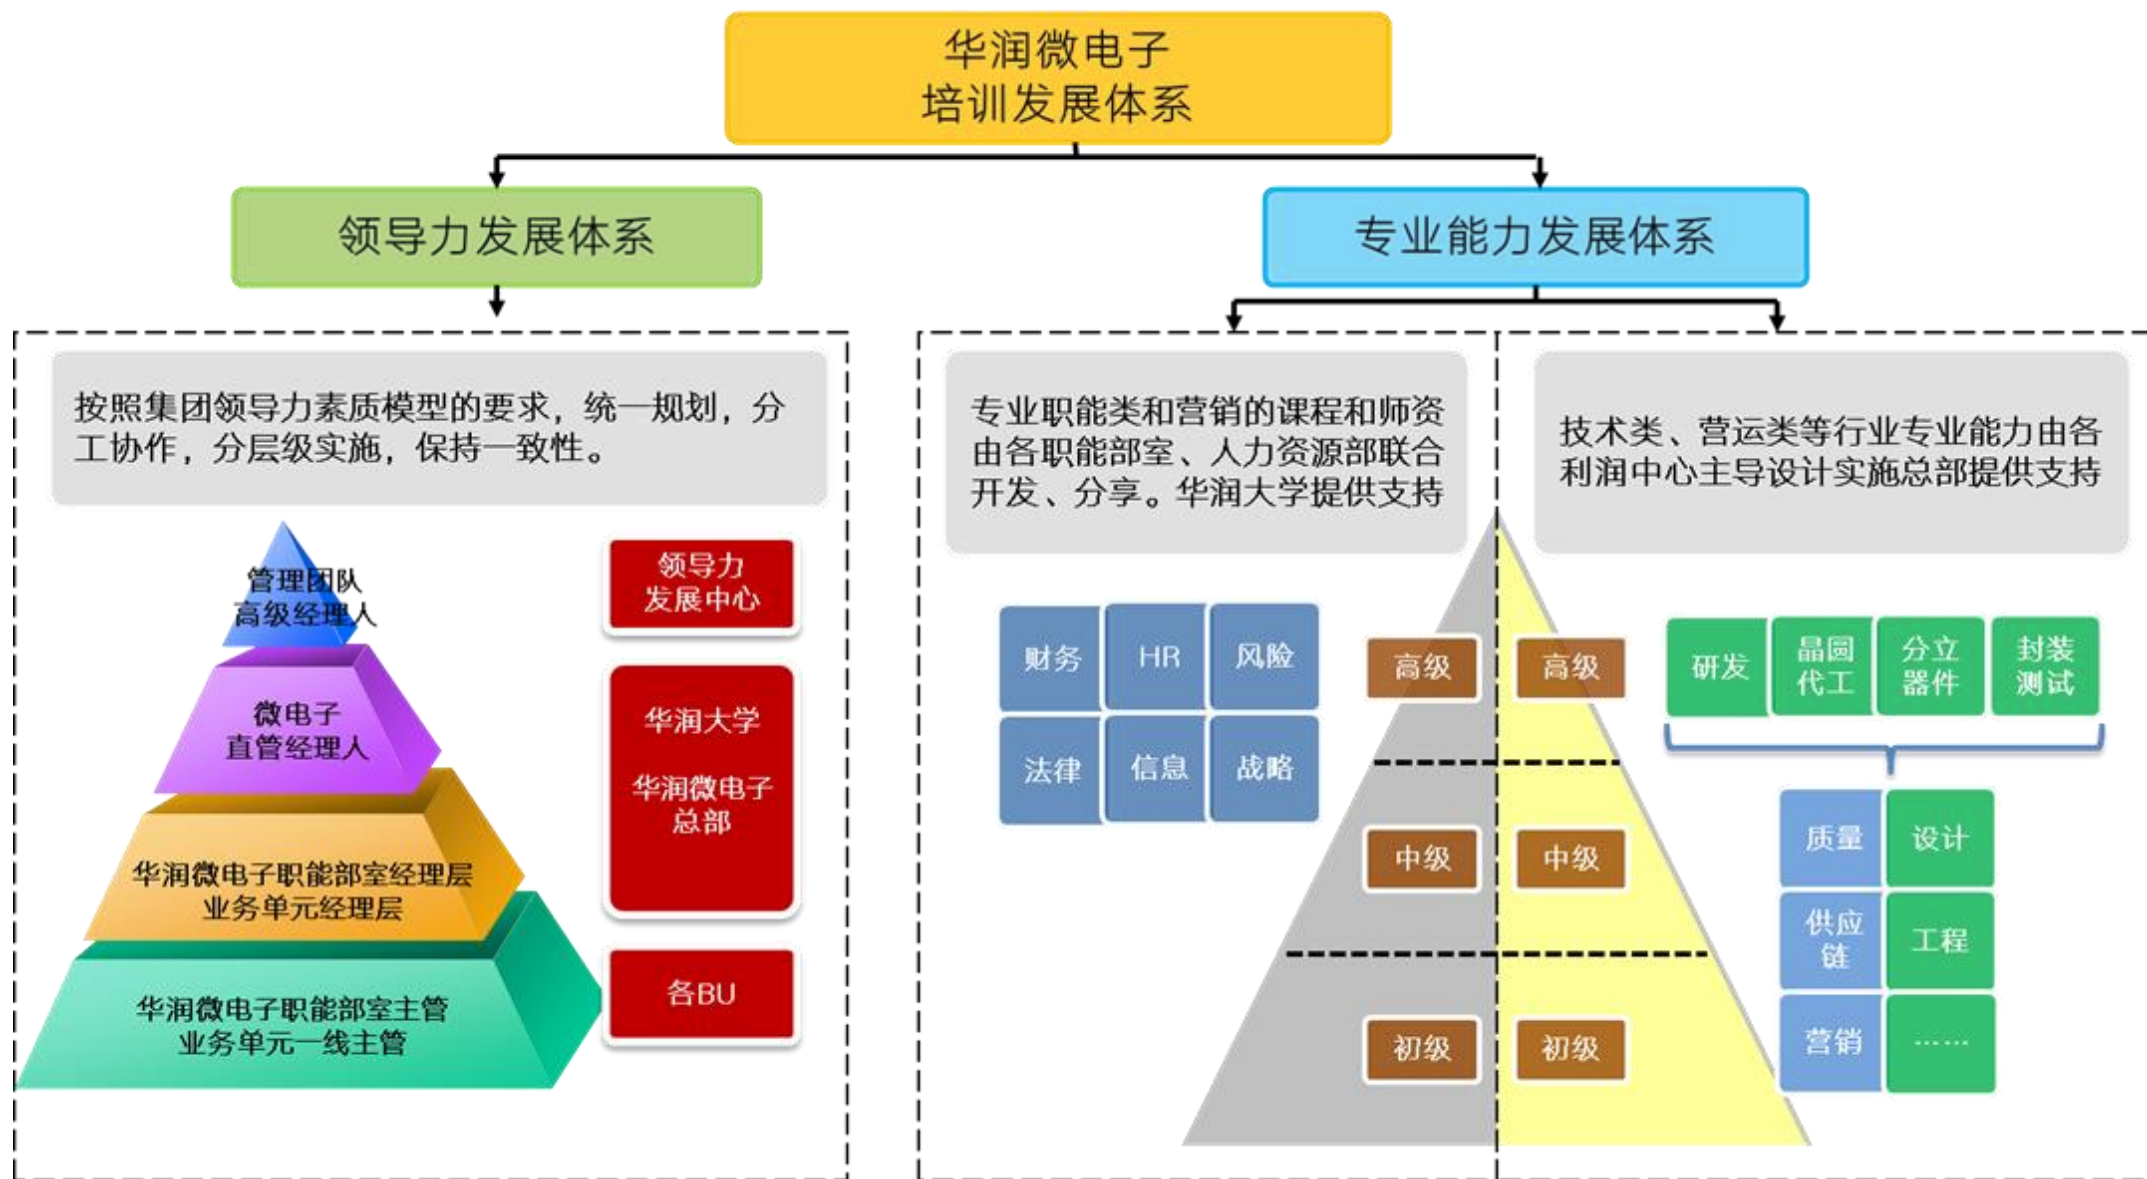 华润微电子
培训发展体系
领导力发展体系
专业能力发展体系
按照集团领导力素质模型的要求，统一规划，分
工协作，分层级实施，保持一致性。
管理团队
高级经理人
微电子
直管经理人
华润微电子职能部室经理层
业务单元经理层
华润微电子职能部室主管
业务单元一线主管
领导力
发展中心
华润大学
华润微电子
总部
各BU
专业职能类和营销的课程和师资
由各职能部室、人力资源部联合
开发、分享。华润大学提供支持
财务
HR
风险
法律
信息
战略
高级
中级
初级
技术类、营运类等行业专业能力由各
利润中心主导设计实施总部提供支持
高级
中级
初级
研发
晶圆
代工
分立
器件
封装
测试
质量
设计
供应
链
工程
营销
……